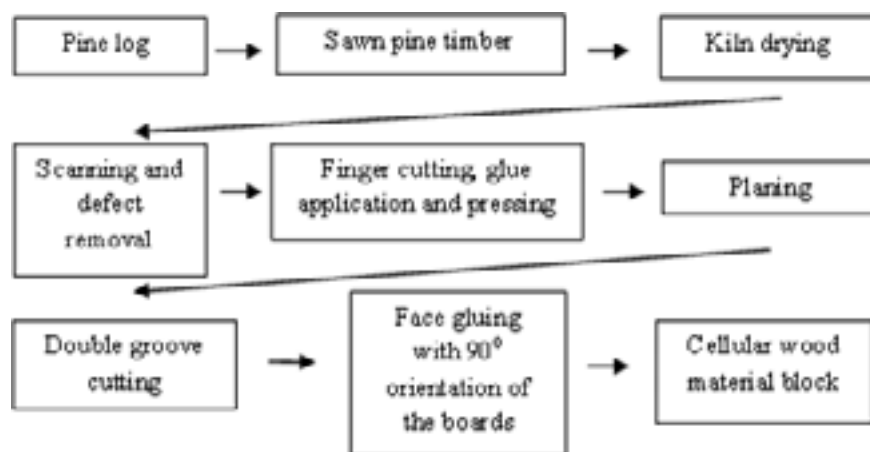 Pine log
Sawn pine timber
Kiln drying
Scanning and
defect
removal
Finger cutting, glue
application and pressing
Planing
Double groove
cutting
Face gluing
with 90⁰
orientation of
the boards
Cellular wood
material block